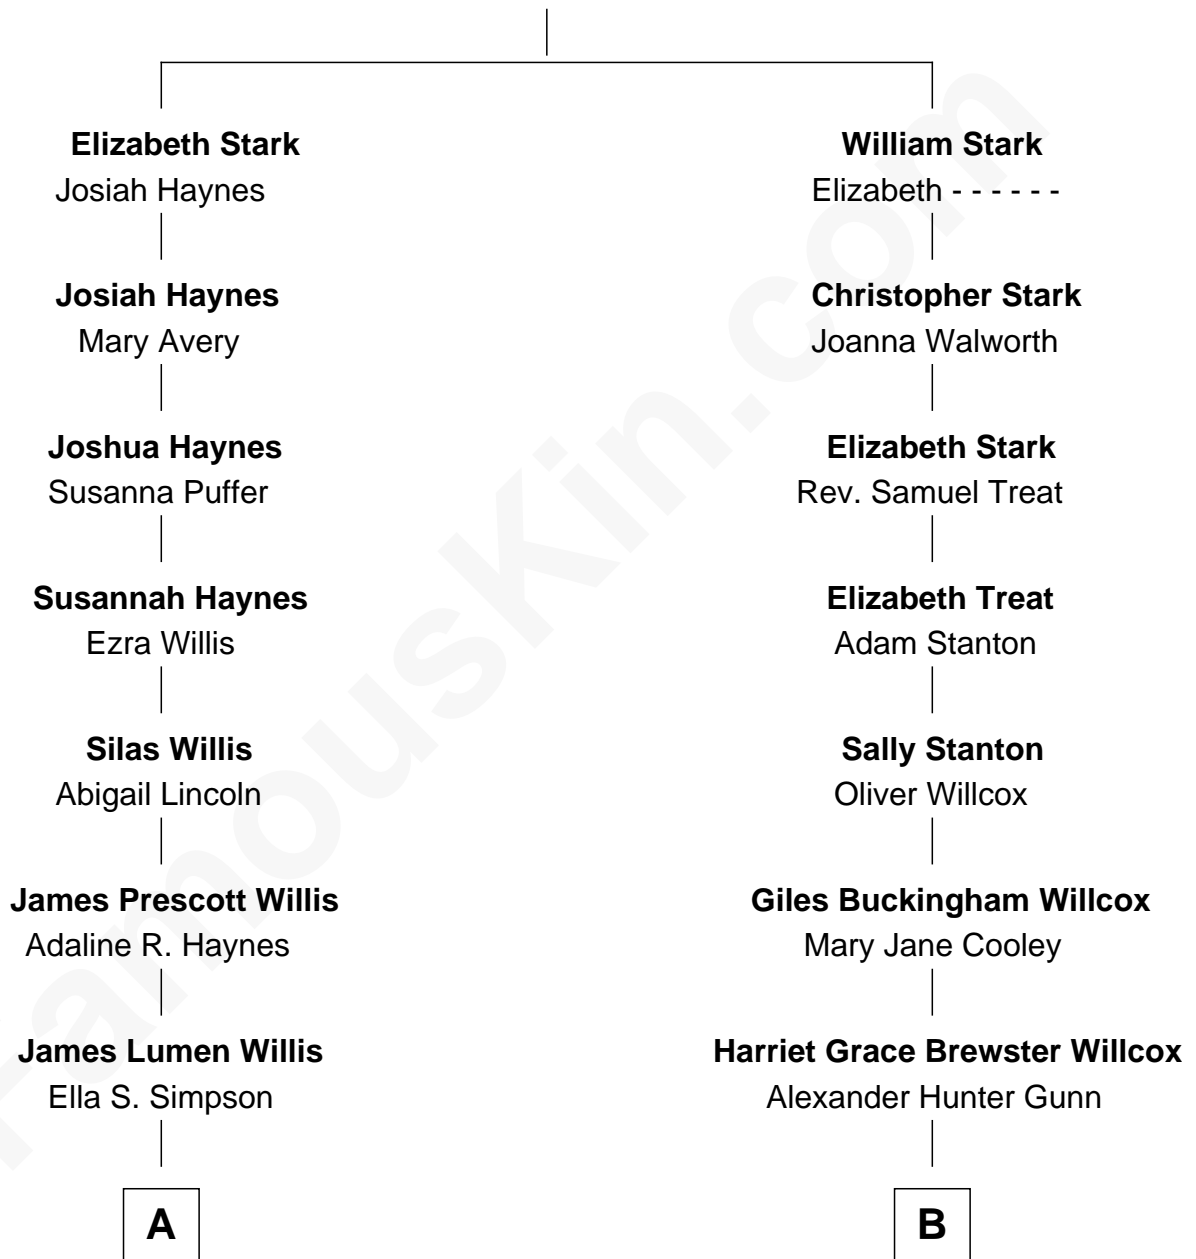 Elizabeth Stark
Josiah Haynes
Josiah Haynes
Mary Avery
Joshua Haynes
Susanna Puffer
Susannah Haynes
Ezra Willis
Silas Willis
Abigail Lincoln
James Prescott Willis
Adaline R. Haynes
James Lumen Willis
Ella S. Simpson
A
William Stark
Elizabeth - - - - - -
Christopher Stark
Joanna Walworth
Elizabeth Stark
Rev. Samuel Treat
Elizabeth Treat
Adam Stanton
Sally Stanton
Oliver Willcox
Giles Buckingham Willcox
Mary Jane Cooley
Harriet Grace Brewster Willcox
Alexander Hunter Gunn
B
FamousKin.com